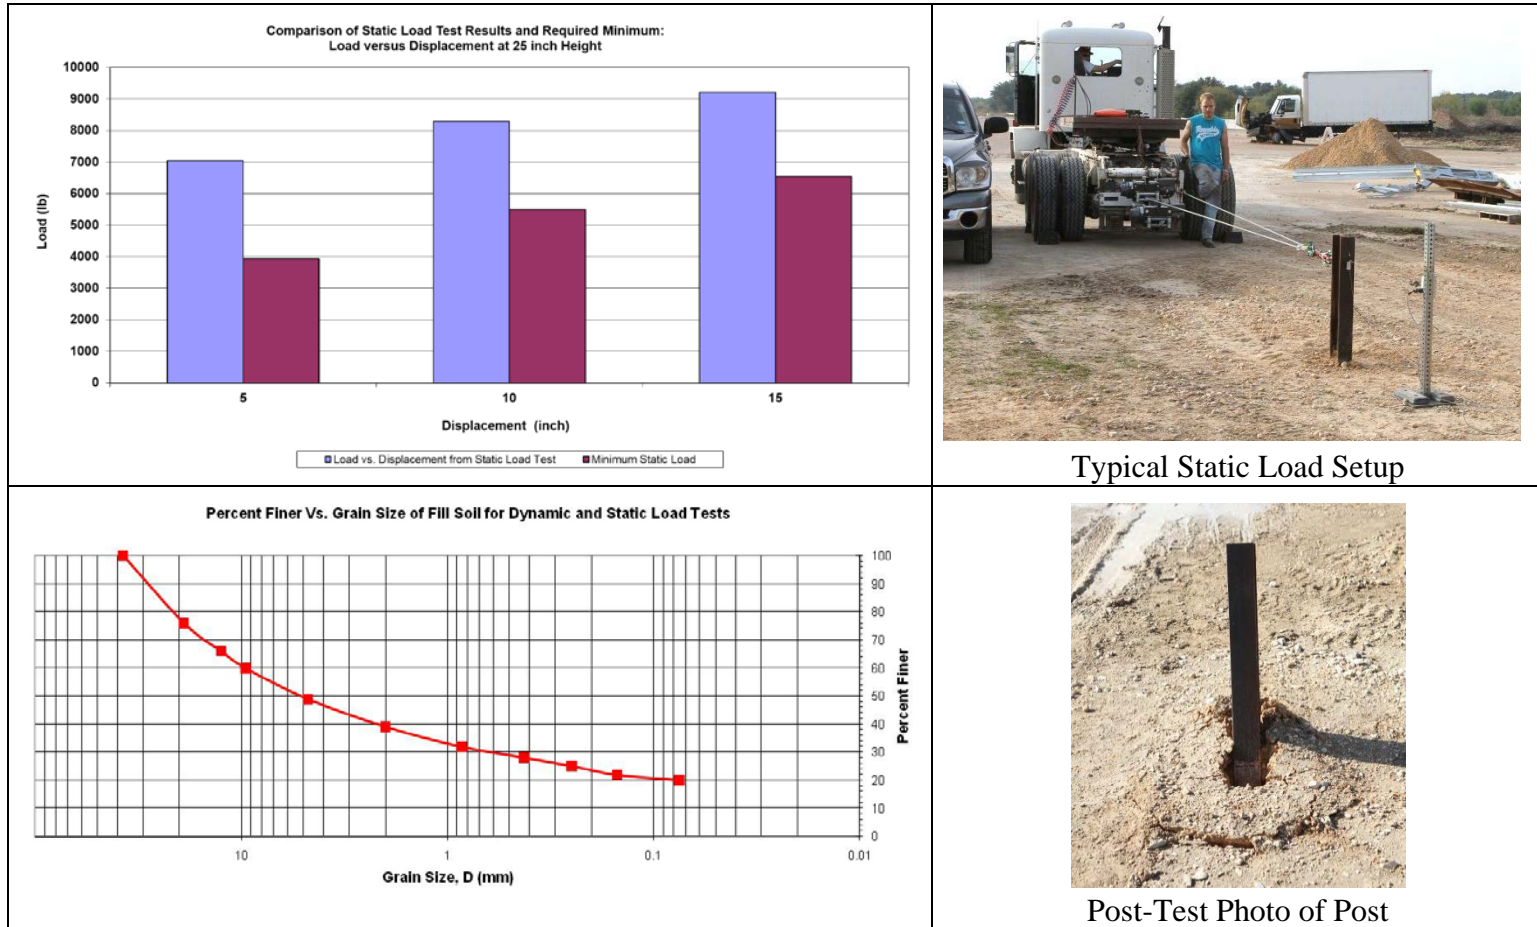 Comparison of Static Load Test Results and Required Minimum:
Load versus Displacement at 25 inch Height
Load (lb)
10000
9000
8000
7000
6000
5000
4000
3000
2000
1000
0
5 10 15
Displacement (inch)
Load vs. Displacement from Static Load Test Minimum Static Load
Typical Static Load Setup
Percent Finer Vs. Grain Size of Fill Soil for Dynamic and Static Load Tests
100
90
80
70
60
50
40
30
20
10
0
Percent Finer
10 1 0.1 0.01
Grain Size, D (mm)
Post-Test Photo of Post